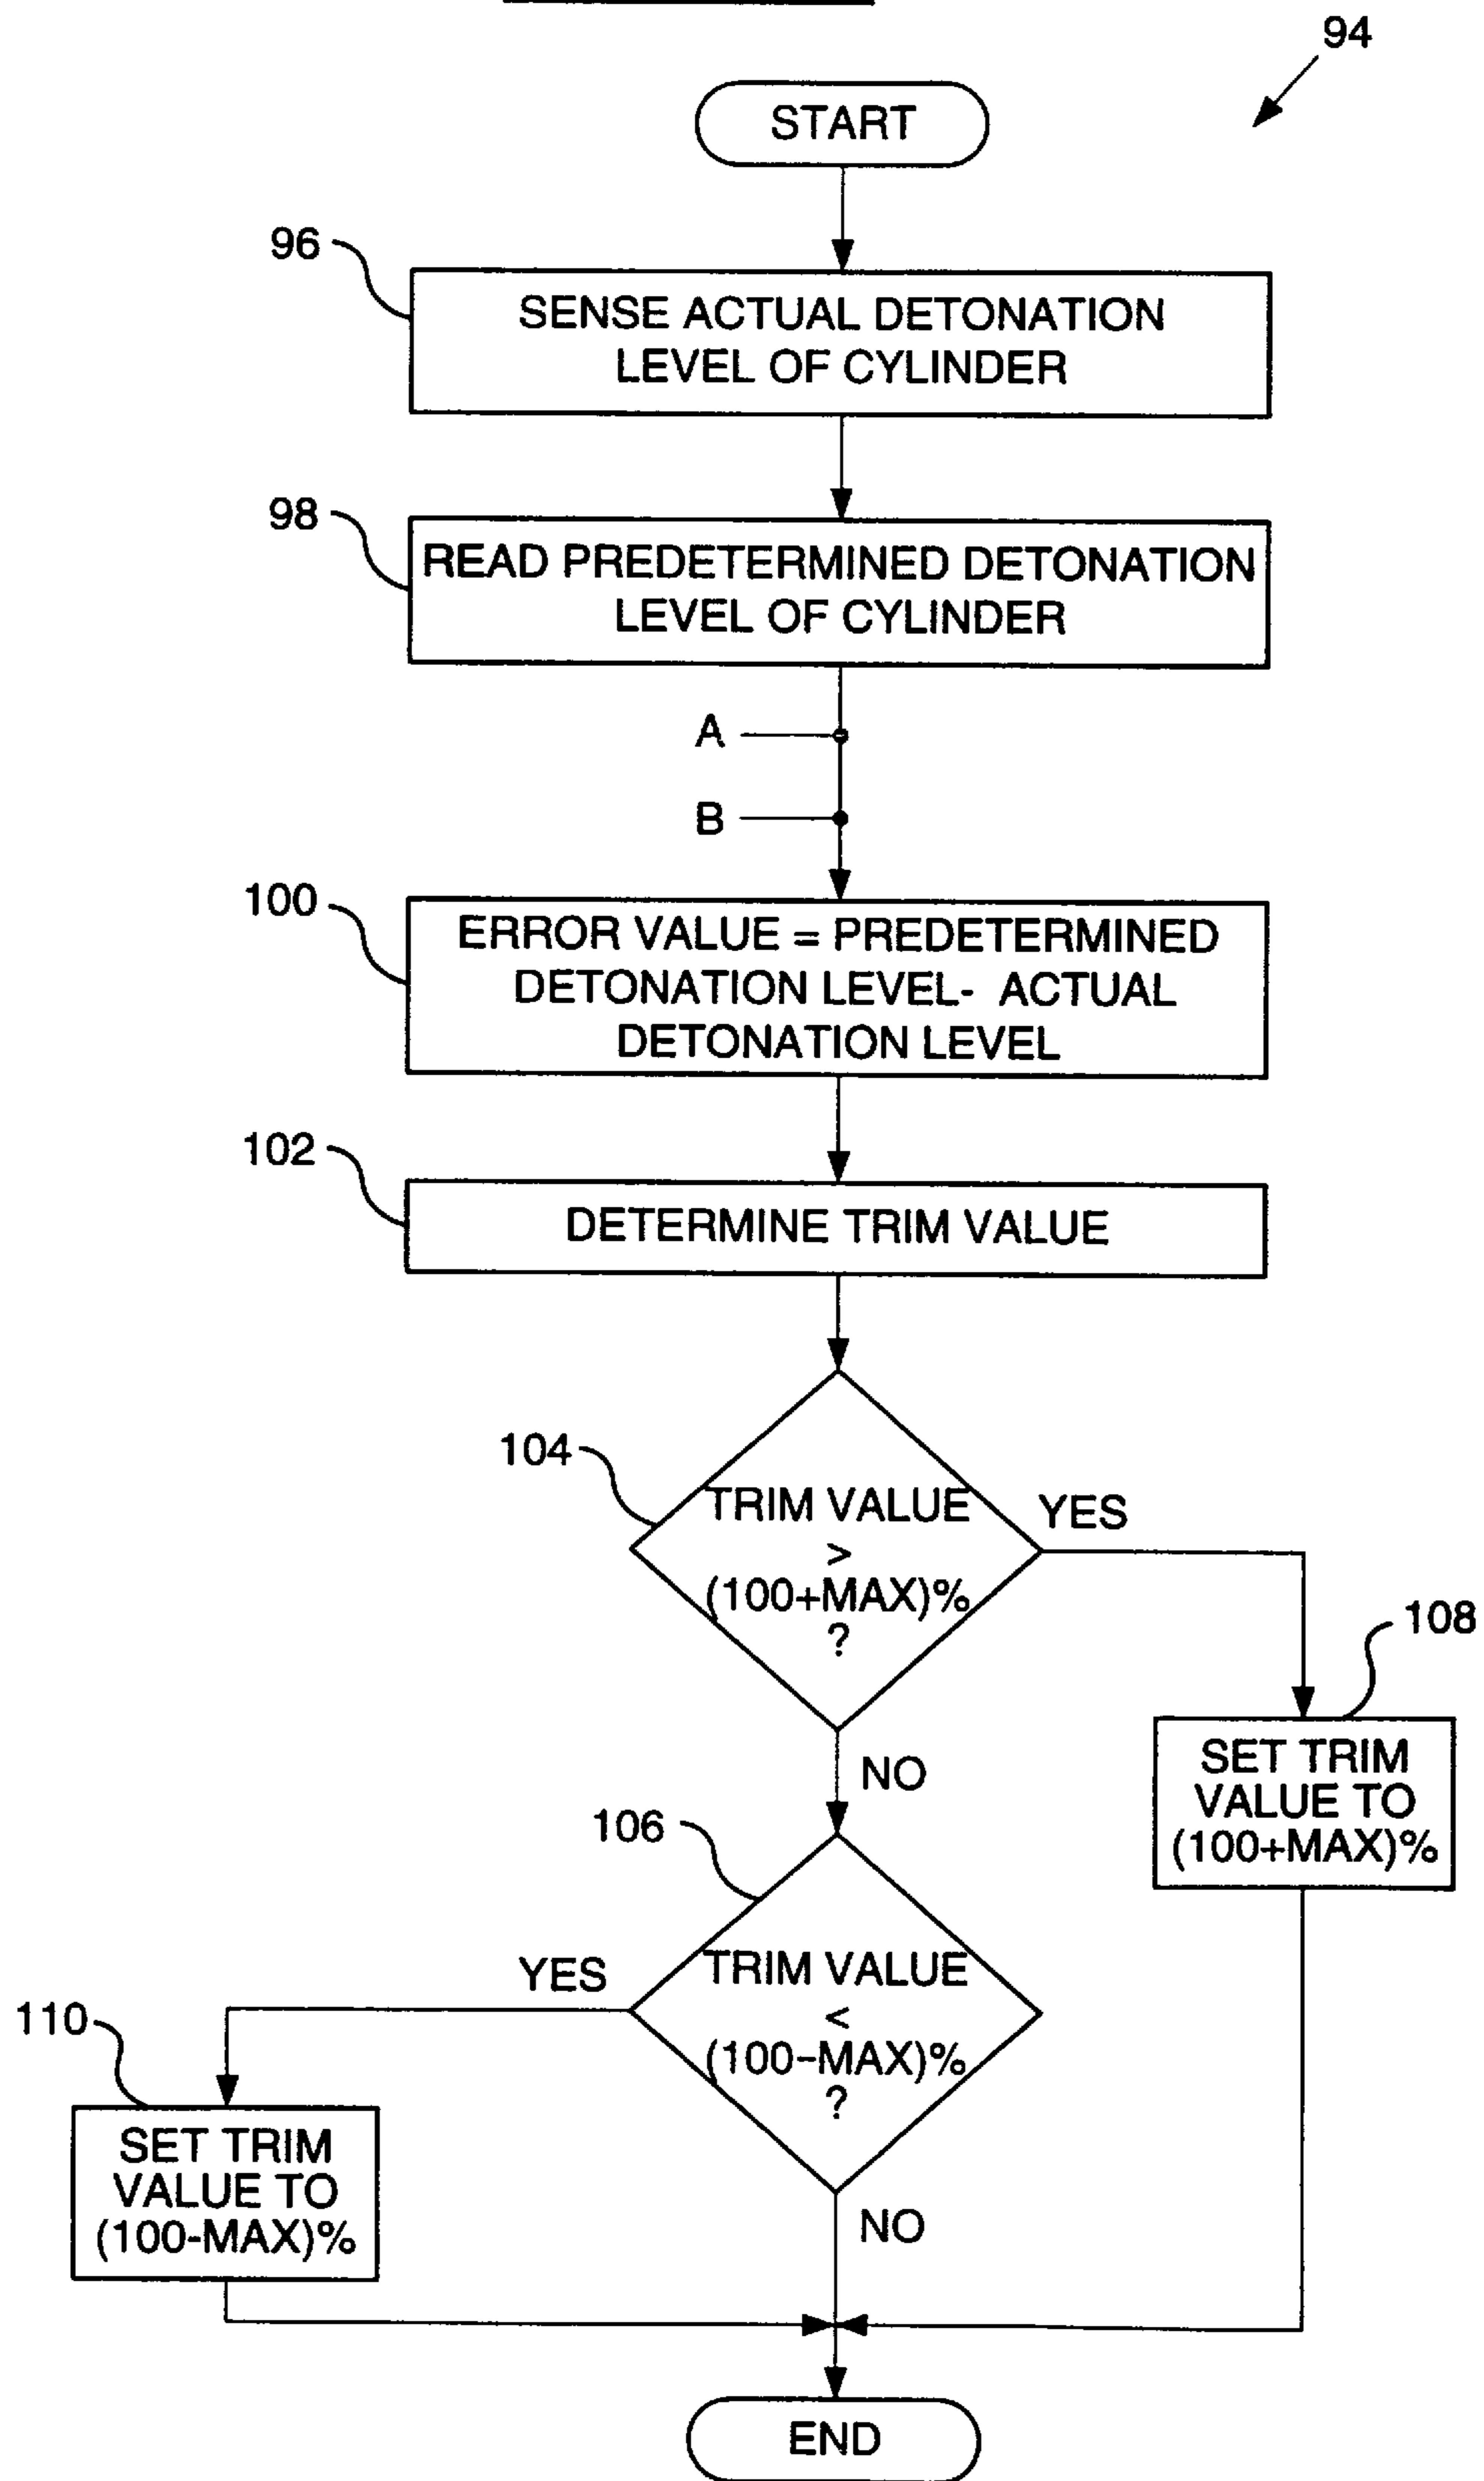 94
START
96
SENSE ACTUAL DETONATION
LEVEL OF CYLINDER
98
READ PREDETERMINED DETONATION
LEVEL OF CYLINDER
A
B
100
ERROR VALUE = PREDETERMINED
DETONATION LEVEL- ACTUAL
DETONATION LEVEL
102
DETERMINE TRIM VALUE
104
TRIM VALUE
>
(100+MAX)%
?
YES
108
SET TRIM
VALUE TO
(100+MAX)%
NO
106
TRIM VALUE
<
(100-MAX)%
?
YES
110
SET TRIM
VALUE TO
(100-MAX)%
NO
END